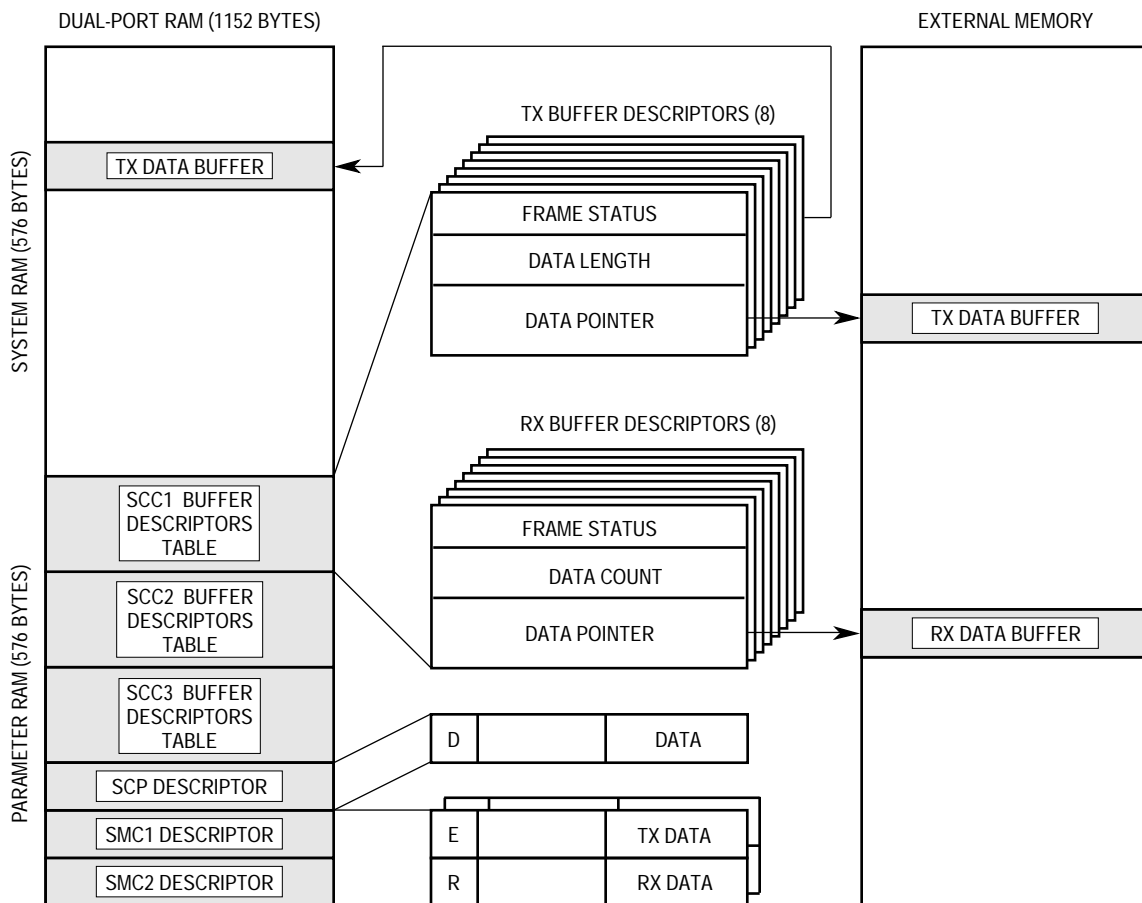 DUAL-PORT RAM (1152 BYTES)
EXTERNAL MEMORY
SYSTEM RAM (576 BYTES)
PARAMETER RAM (576 BYTES)
TX DATA BUFFER
TX BUFFER DESCRIPTORS (8)
FRAME STATUS
DATA LENGTH
DATA POINTER
TX DATA BUFFER
RX BUFFER DESCRIPTORS (8)
FRAME STATUS
DATA COUNT
DATA POINTER
RX DATA BUFFER
SCC1 BUFFER
DESCRIPTORS
TABLE
SCC2 BUFFER
DESCRIPTORS
TABLE
SCC3 BUFFER
DESCRIPTORS
TABLE
SCP DESCRIPTOR
SMC1 DESCRIPTOR
SMC2 DESCRIPTOR
D DATA
E TX DATA
R RX DATA